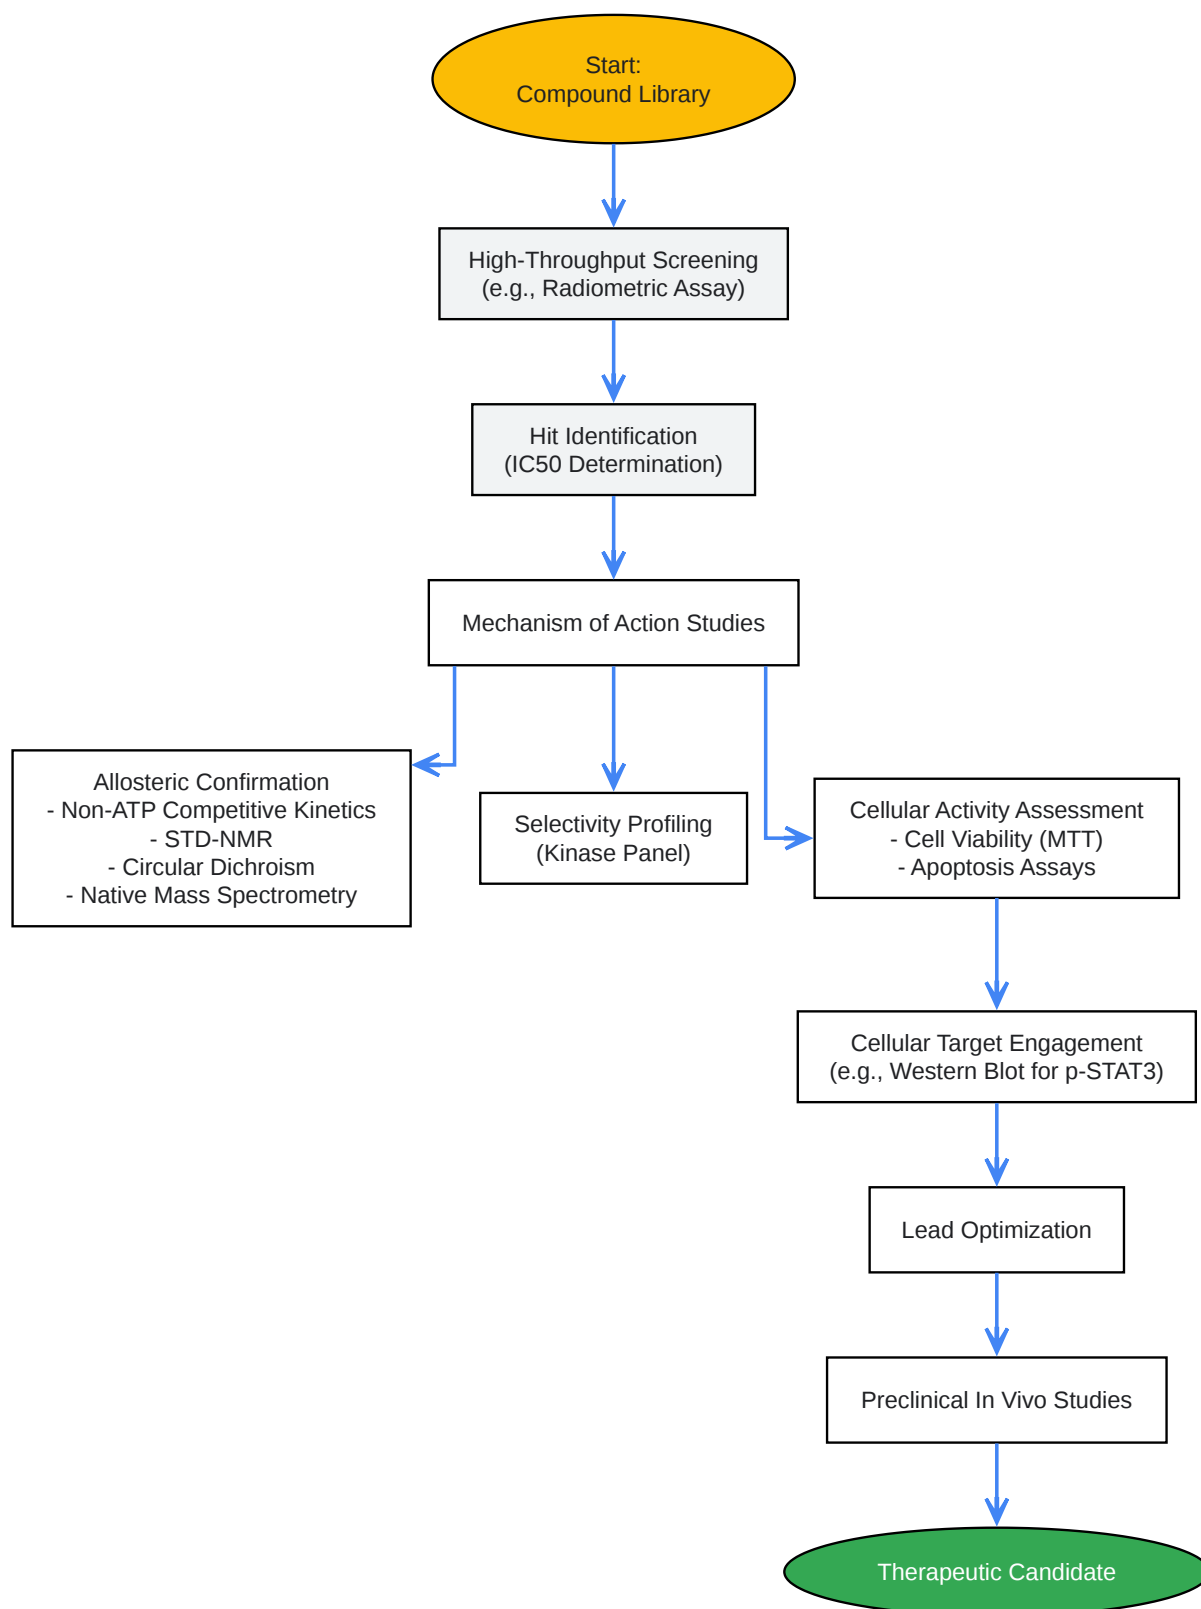 Start:
Compound Library
High-Throughput Screening
(e.g., Radiometric Assay)
Hit Identification
(IC50 Determination)
Mechanism of Action Studies
Allosteric Confirmation
- Non-ATP Competitive Kinetics
- STD-NMR
- Circular Dichroism
- Native Mass Spectrometry
Selectivity Profiling
(Kinase Panel)
Cellular Activity Assessment
- Cell Viability (MTT)
- Apoptosis Assays
Cellular Target Engagement
(e.g., Western Blot for p-STAT3)
Lead Optimization
Preclinical In Vivo Studies
Therapeutic Candidate